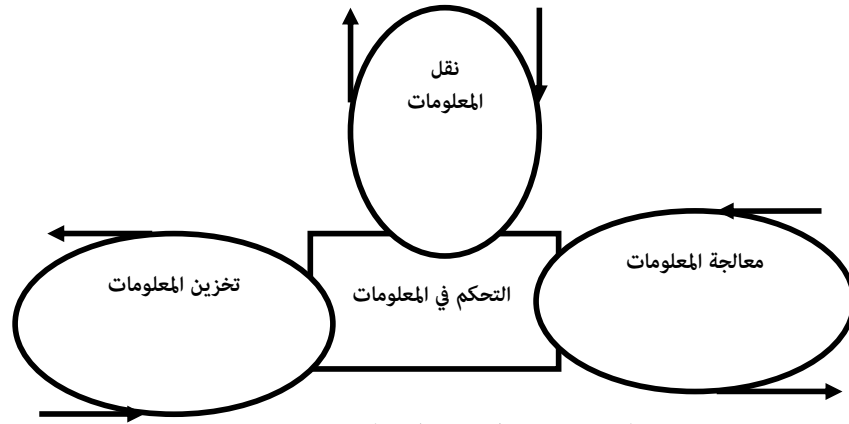 نقل
المعلومات
معالجة المعلومات
تخزين المعلومات
التحكم في المعلومات